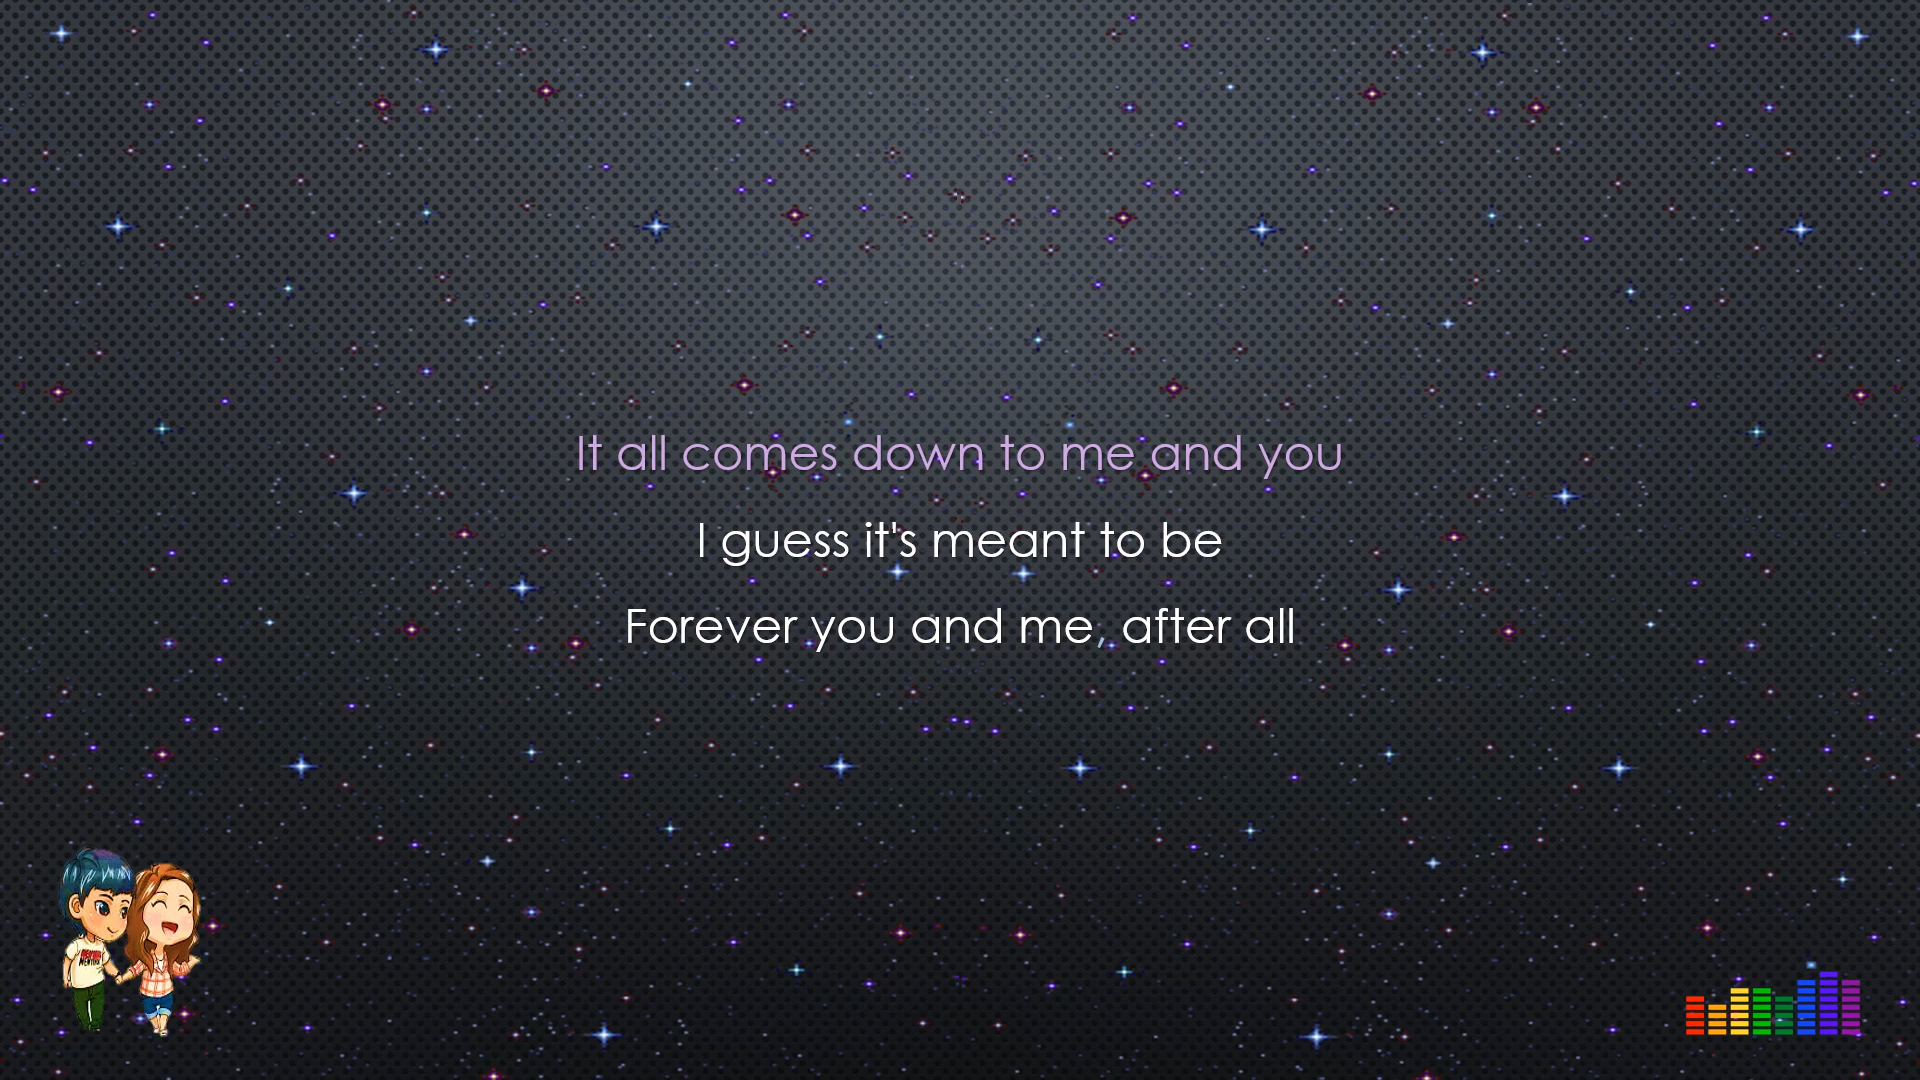 It all comes down to me and you
I guess it's meant to be
Forever you and me, after all